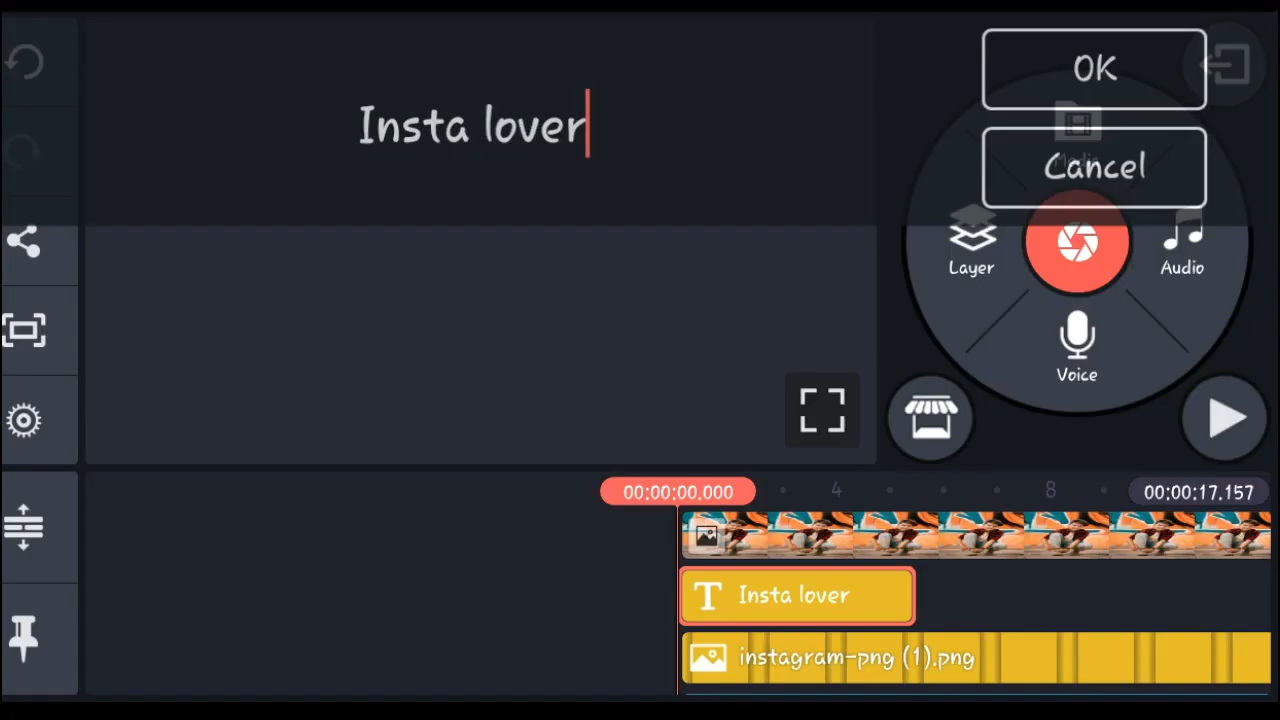 Insta lover
OK
Cancel
Layer
Audio
Voice
00:00:00.000
4
8
00:00:17.157
T Insta lover
instagram-png (1).png